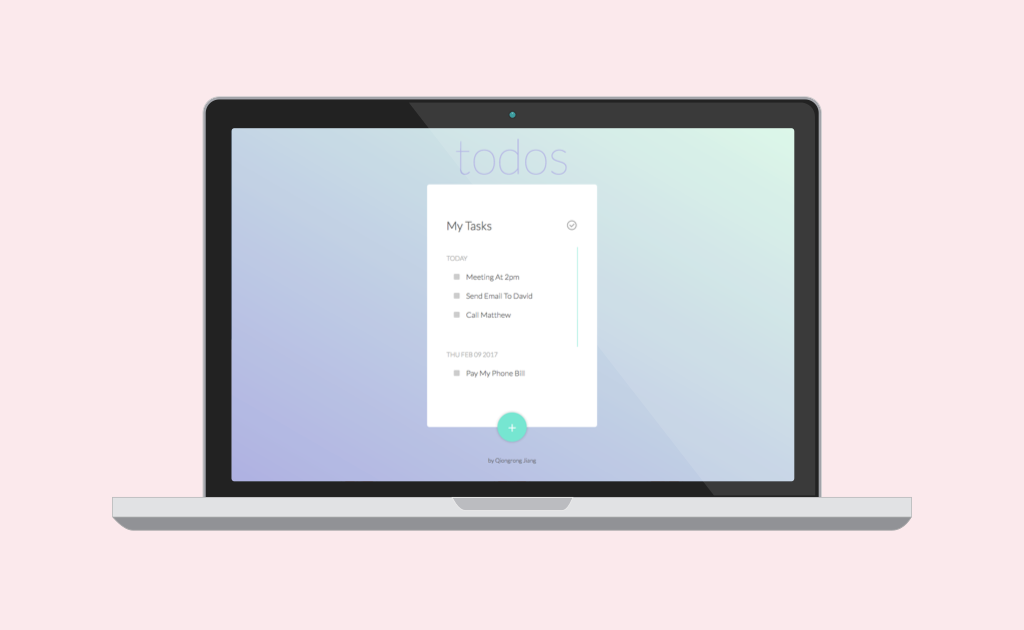 todos
My Tasks
TODAY
Meeting At 2pm
Send Email To David
Call Matthew
THU FEB 09 2017
Pay My Phone Bill
+
by Qiongrong Jiang